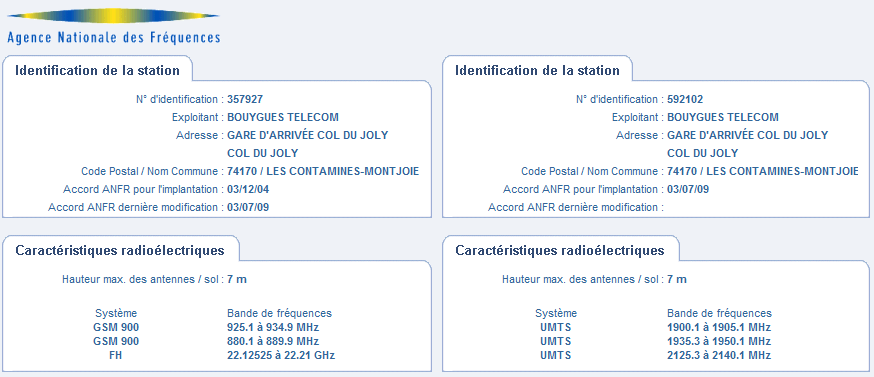 Agence Nationale des Fréquences
Identification de la station
N° d'identification : 357927
Exploitant : BOUYGUES TELECOM
Adresse : GARE D'ARRIVÉE COL DU JOLY
COL DU JOLY
Code Postal / Nom Commune : 74170 / LES CONTAMINES-MONTJOIE
Accord ANFR pour l'implantation : 03/12/04
Accord ANFR dernière modification : 03/07/09
Caractéristiques radioélectriques
Hauteur max. des antennes / sol : 7 m
Système Bande de fréquences
GSM 900 925.1 à 934.9 MHz
GSM 900 880.1 à 889.9 MHz
FH 22.12525 à 22.21 GHz
Identification de la station
N° d'identification : 592102
Exploitant : BOUYGUES TELECOM
Adresse : GARE D'ARRIVÉE COL DU JOLY
COL DU JOLY
Code Postal / Nom Commune : 74170 / LES CONTAMINES-MONTJOIE
Accord ANFR pour l'implantation : 03/07/09
Accord ANFR dernière modification :
Caractéristiques radioélectriques
Hauteur max. des antennes / sol : 7 m
Système Bande de fréquences
UMTS 1900.1 à 1905.1 MHz
UMTS 1935.3 à 1950.1 MHz
UMTS 2125.3 à 2140.1 MHz